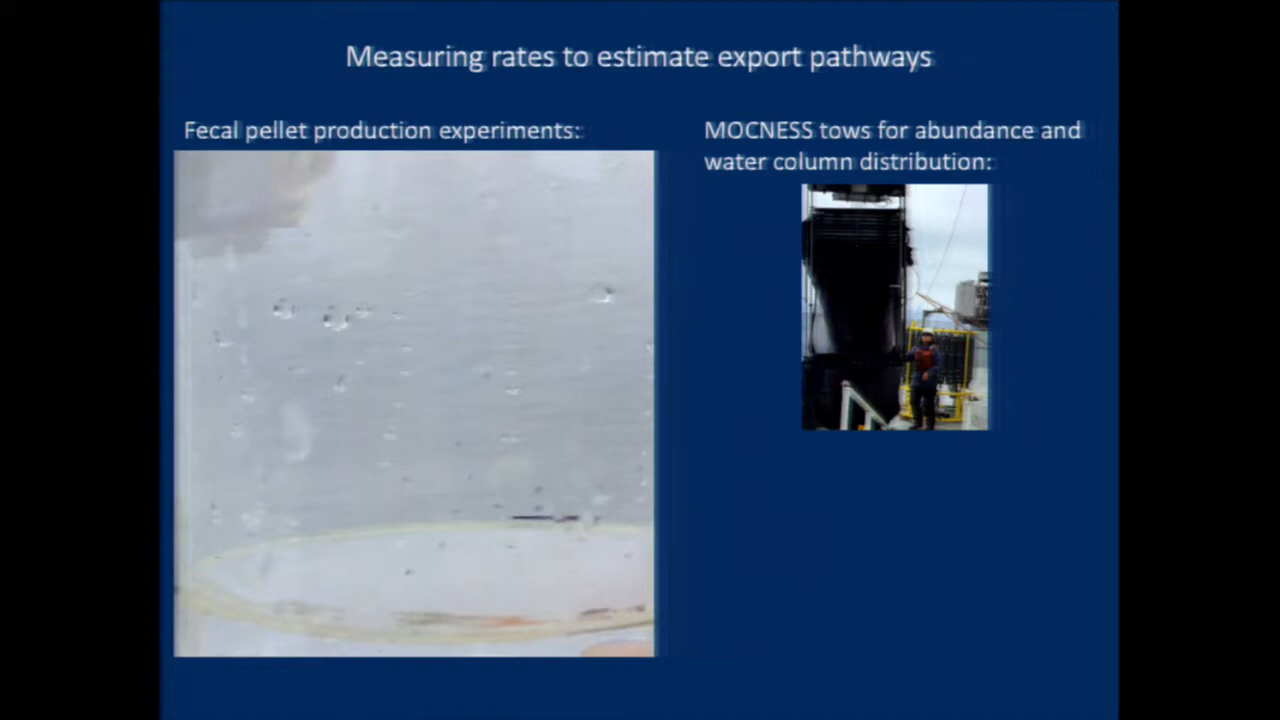 Measuring rates to estimate export pathways
Fecal pellet production experiments:
MOCNESS tows for abundance and
water column distribution: